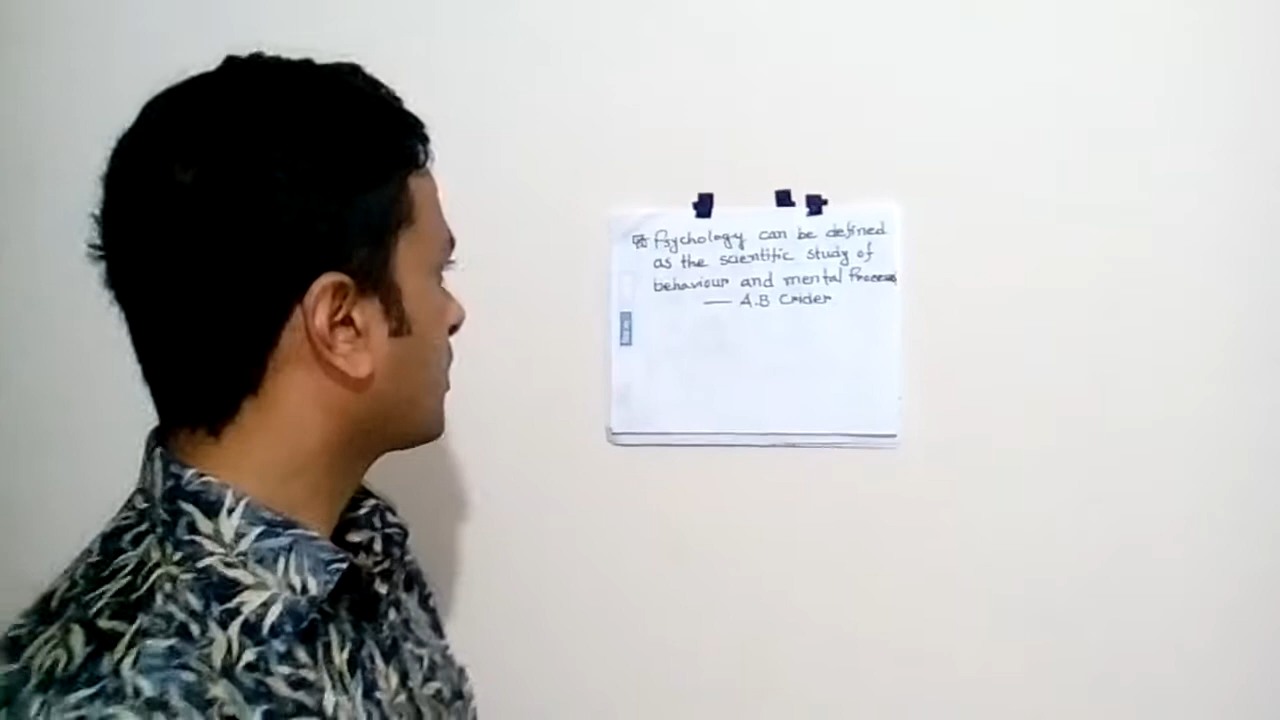 Psychology can be defined
as the scientific study of
behaviour and mental Process
— A.B Crider